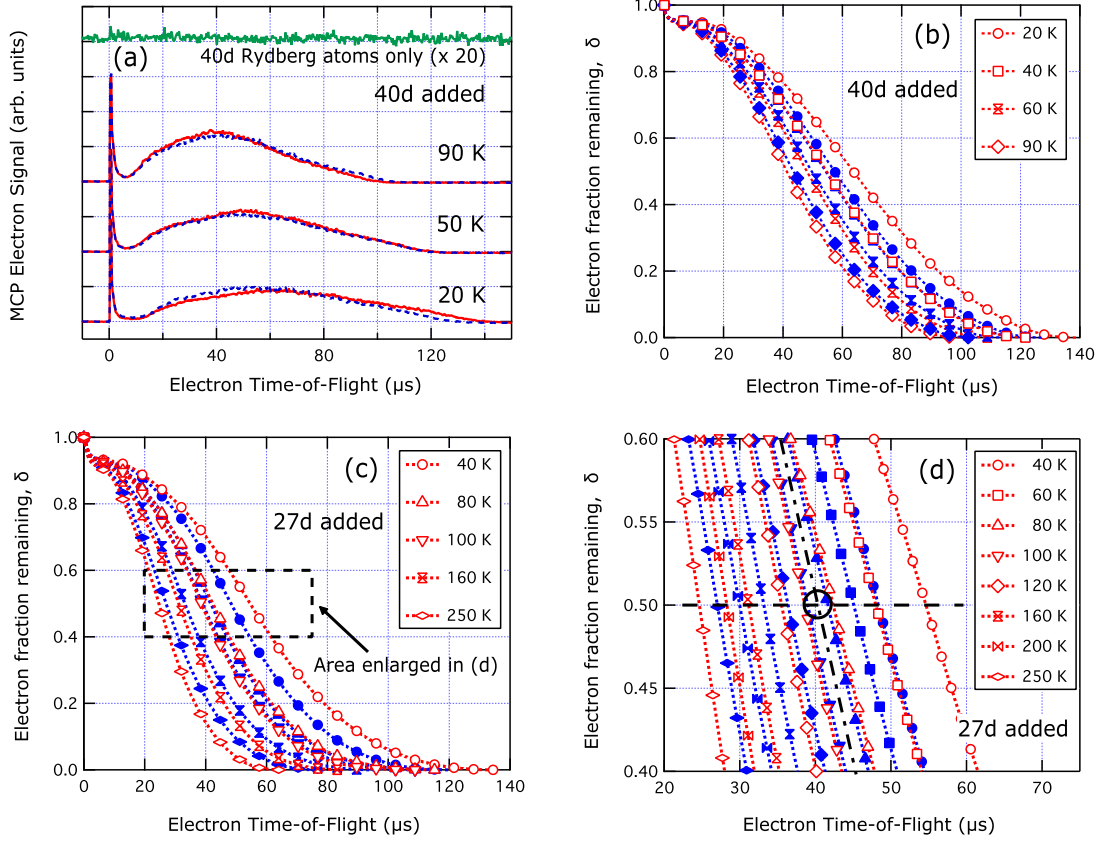 MCP Electron Signal (arb. units)
(a)
40d Rydberg atoms only (x 20)
40d added
90 K
50 K
20 K
0
40
80
120
Electron Time-of-Flight (µs)
Electron fraction remaining, δ
1.0
0.8
0.6
0.4
0.2
0.0
(b)
40d added
20 K
40 K
60 K
90 K
0
20
40
60
80
100
120
140
Electron Time-of-Flight (µs)
Electron fraction remaining, δ
1.0
0.8
0.6
0.4
0.2
0.0
(c)
27d added
40 K
80 K
100 K
160 K
250 K
Area enlarged in (d)
0
20
40
60
80
100
120
140
Electron Time-of-Flight (µs)
Electron fraction remaining, δ
0.60
0.55
0.50
0.45
0.40
(d)
40 K
60 K
80 K
100 K
120 K
160 K
200 K
250 K
27d added
20
30
40
50
60
70
Electron Time-of-Flight (µs)